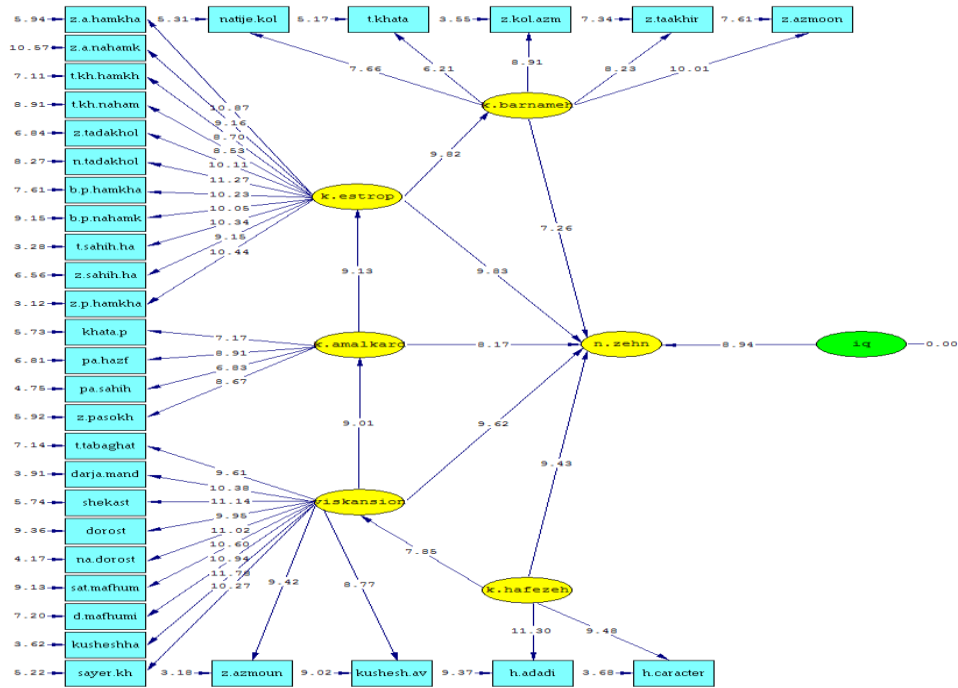 5.94 z.a.hamkha 5.31 natije.kol 5.17 t.khata 3.55 z.kol.azm 7.34 z.taakhir 7.61 z.azmoon
10.57 z.a.nahamk
7.11 t.kh.hamkh
7.66 6.21 8.91 8.23 10.01
8.91 t.kh.naham
10.87 k.barnameh
6.84 z.tadakhol
9.16
8.27 n.tadakhol
8.70
7.61 b.p.hamkha
8.53
9.15 b.p.nahamk
10.11 9.82
3.28 t.sahih.ha
11.27
6.56 z.sahih.ha
10.23 k.estrop
3.12 z.p.hamkha
10.05
10.34
9.15
10.44
7.26
9.13 9.83
5.73 khata.p
7.17
6.81 pa.hazf
8.91 k.amalkard 8.17 n.zehn 8.94 iq 0.00
4.75 pa.sahih
6.83
5.92 z.pasokh
8.67
9.01 9.62
7.14 t.tabaghat
9.43
3.91 darja.mand
9.61
5.74 shekast
10.38
9.36 dorost
11.14 viskansion
4.17 na.dorost
9.95
9.13 sat.mafhum
11.02
7.20 d.mafhumi
10.60
3.62 kusheshha
10.94 7.85
5.22 sayer.kh
11.78
10.27
9.42 8.77 k.hafezeh
11.30 9.48
3.18 z.azmoun 9.02 kushesh.av 9.37 h.adadi 3.68 h.caracter